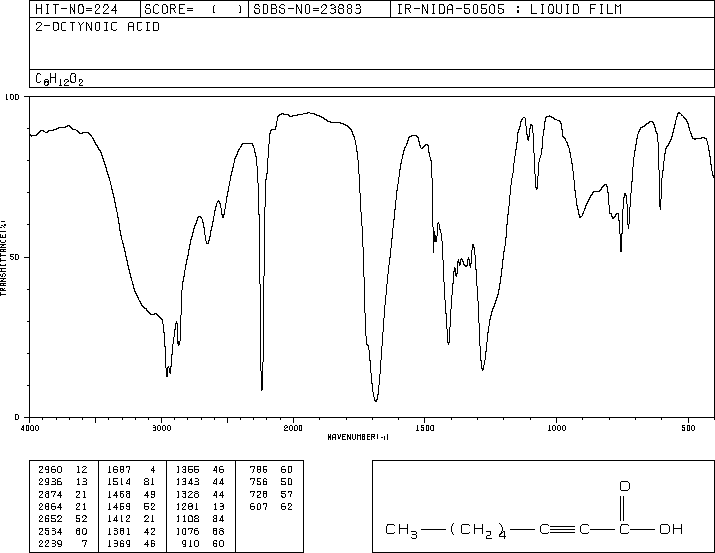 HIT-NO=224 SCORE= ( ) SDBS-NO=23883 IR-NIDA-50505 : LIQUID FILM
2-OCTYNOIC ACID
C8H12O2
100
50
0
TRANSMITTANCE(%)
4000 3000 2000 1500 1000 500
WAVENUMBER(-1)
2960 12 1687 4 1366 46 786 60
2936 13 1514 81 1343 44 756 50
2874 21 1468 49 1328 44 728 57
2864 21 1459 52 1281 13 607 62
2652 52 1412 21 1108 84
2534 60 1381 42 1076 68
2239 7 1369 46 910 60
O
CH3—(CH2)4—C≡C—C—OH